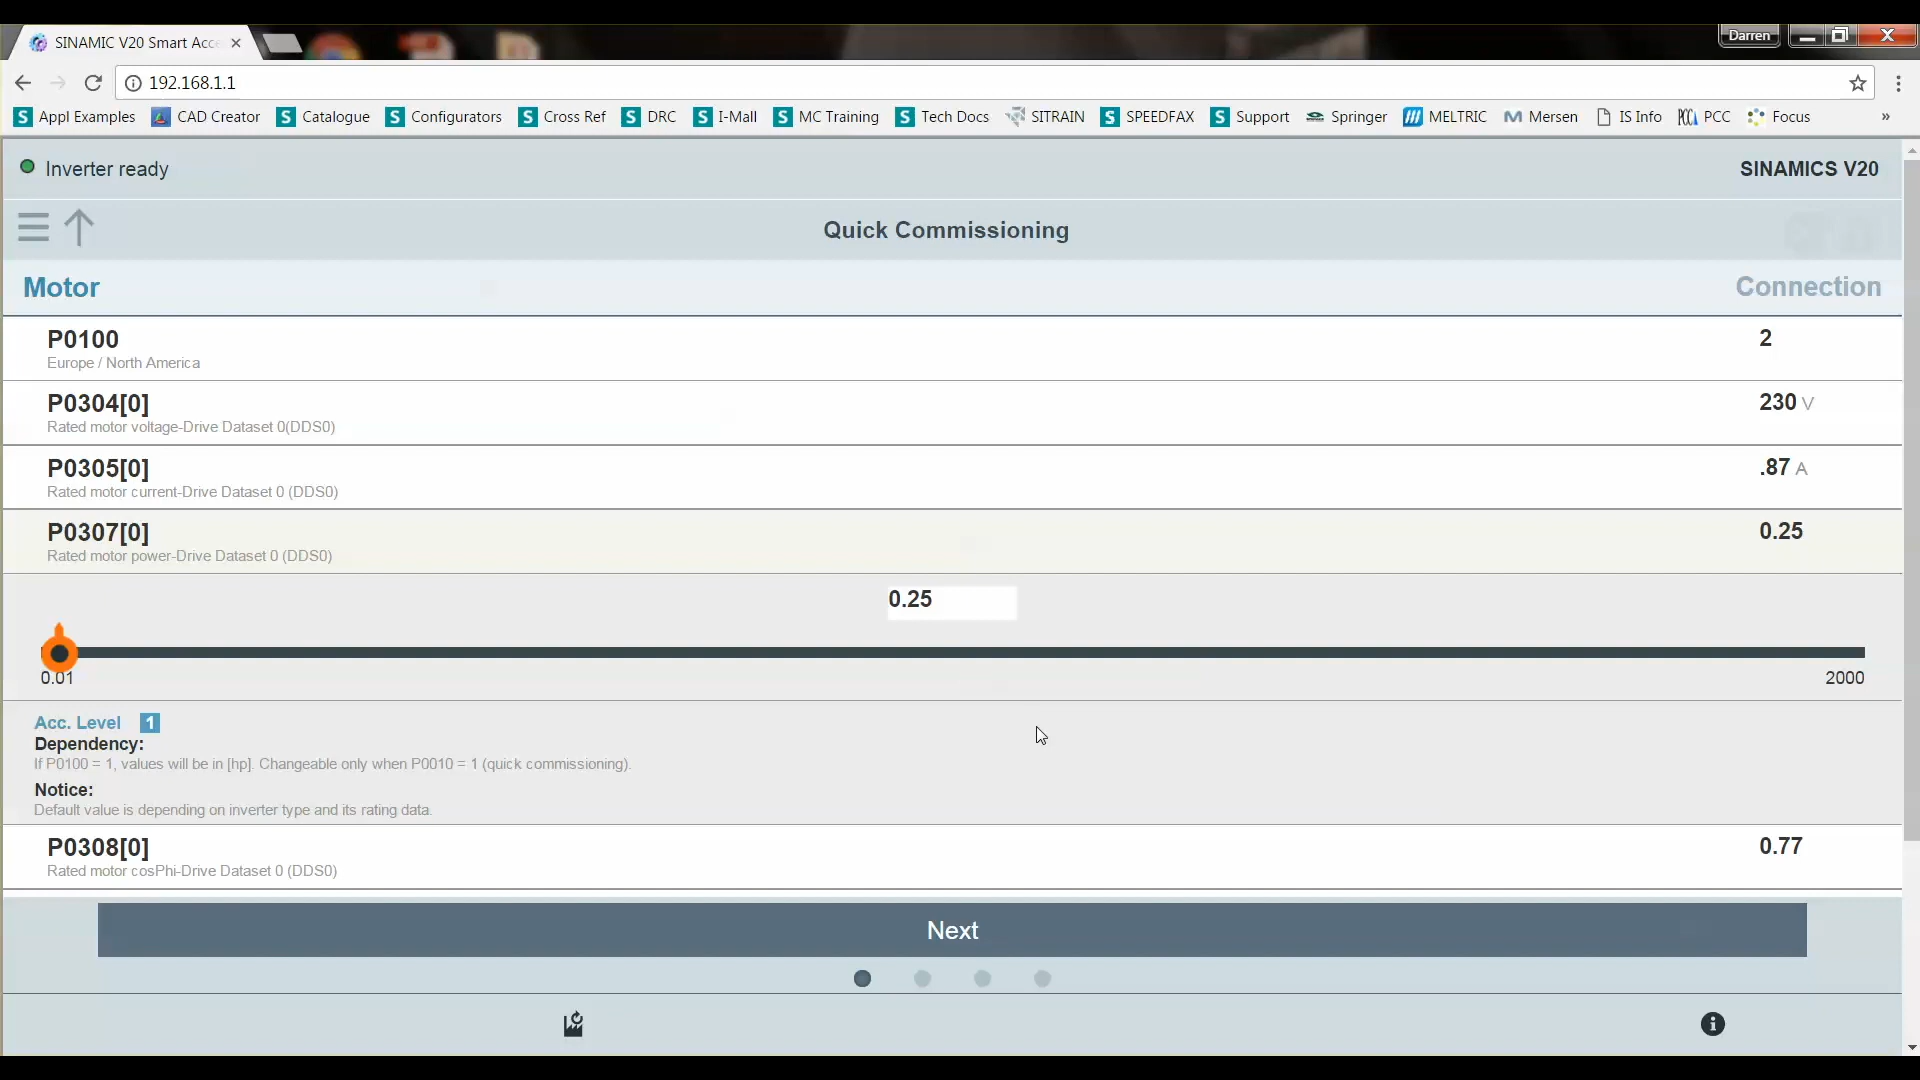 SINAMIC V20 Smart Acce
Darren
192.168.1.1
Appl Examples CAD Creator Catalogue Configurators Cross Ref DRC I-Mall MC Training Tech Docs SITRAIN SPEEDFAX Support Springer MELTRIC Mersen IS Info PCC Focus »
Inverter ready SINAMICS V20
Quick Commissioning
Motor Connection
P0100 2
Europe / North America
P0304[0] 230 V
Rated motor voltage-Drive Dataset 0(DDS0)
P0305[0] .87 A
Rated motor current-Drive Dataset 0 (DDS0)
P0307[0] 0.25
Rated motor power-Drive Dataset 0 (DDS0)
0.25
0.01 2000
Acc. Level 1
Dependency:
If P0100 = 1, values will be in [hp]. Changeable only when P0010 = 1 (quick commissioning).
Notice:
Default value is depending on inverter type and its rating data.
P0308[0] 0.77
Rated motor cosPhi-Drive Dataset 0 (DDS0)
Next